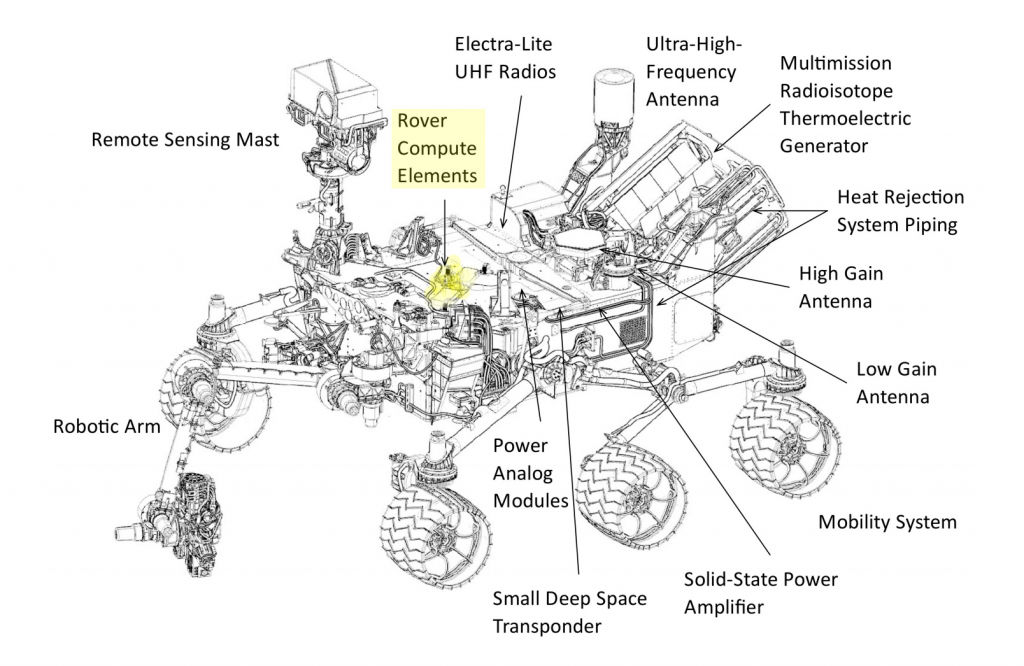 Electra-Lite
UHF Radios
Ultra-High-
Frequency
Antenna
Multimission
Radioisotope
Thermoelectric
Generator
Remote Sensing Mast
Rover
Compute
Elements
Heat Rejection
System Piping
High Gain
Antenna
Low Gain
Antenna
Robotic Arm
Power
Analog
Modules
Mobility System
Small Deep Space
Transponder
Solid-State Power
Amplifier